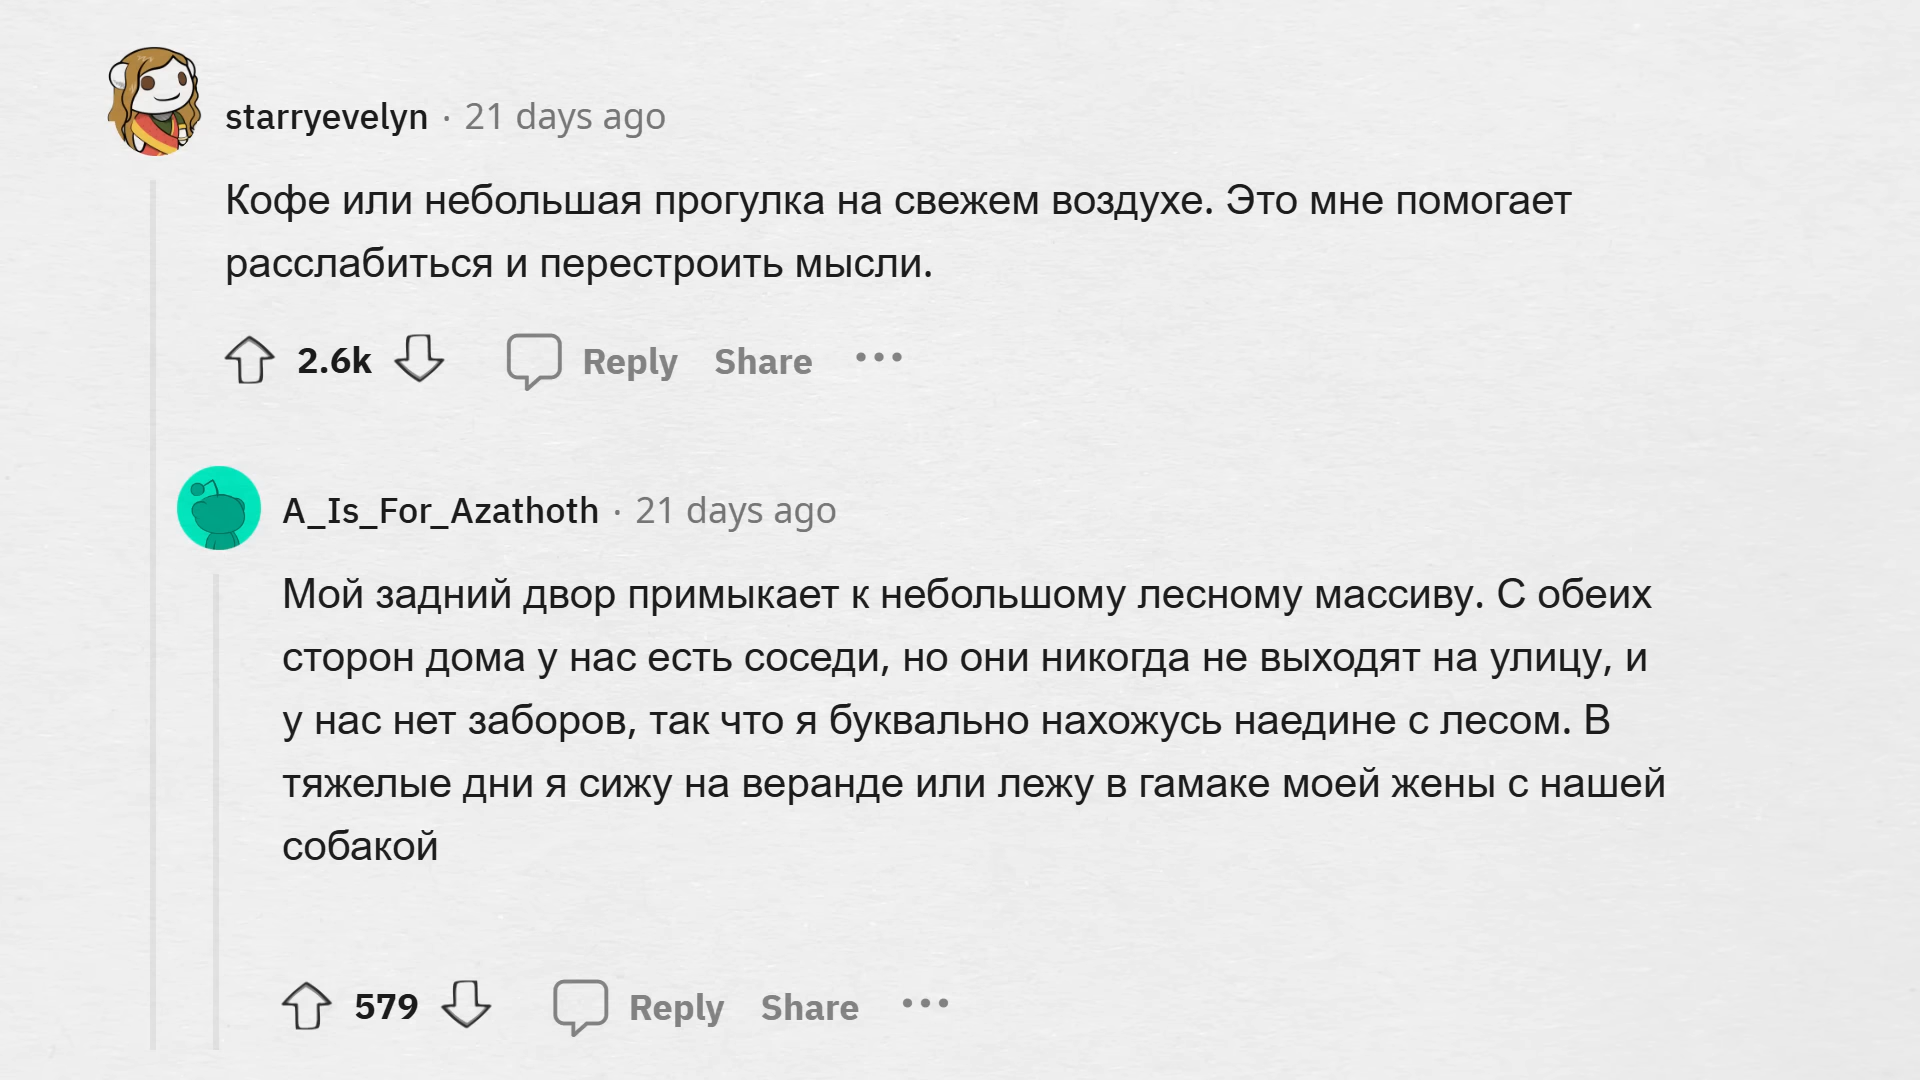 starryevelyn · 21 days ago
Кофе или небольшая прогулка на свежем воздухе. Это мне помогает
расслабиться и перестроить мысли.
2.6k Reply Share •••
A_Is_For_Azathoth · 21 days ago
Мой задний двор примыкает к небольшому лесному массиву. С обеих
сторон дома у нас есть соседи, но они никогда не выходят на улицу, и
у нас нет заборов, так что я буквально нахожусь наедине с лесом. В
тяжелые дни я сижу на веранде или лежу в гамаке моей жены с нашей
собакой
579 Reply Share •••